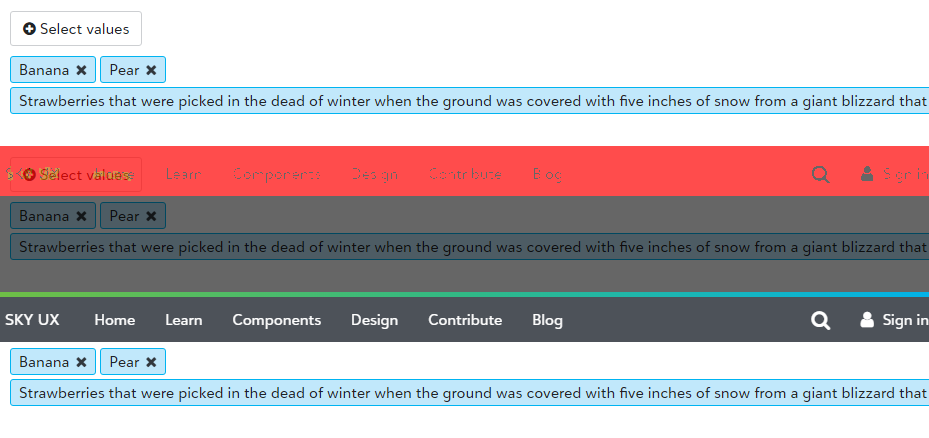 Select values
Banana Pear
Strawberries that were picked in the dead of winter when the ground was covered with five inches of snow from a giant blizzard that
SKY UX Select values Home Learn Components Design Contribute Blog Sign in
Banana Pear
Strawberries that were picked in the dead of winter when the ground was covered with five inches of snow from a giant blizzard that
SKY UX Home Learn Components Design Contribute Blog Sign in
Banana Pear
Strawberries that were picked in the dead of winter when the ground was covered with five inches of snow from a giant blizzard that